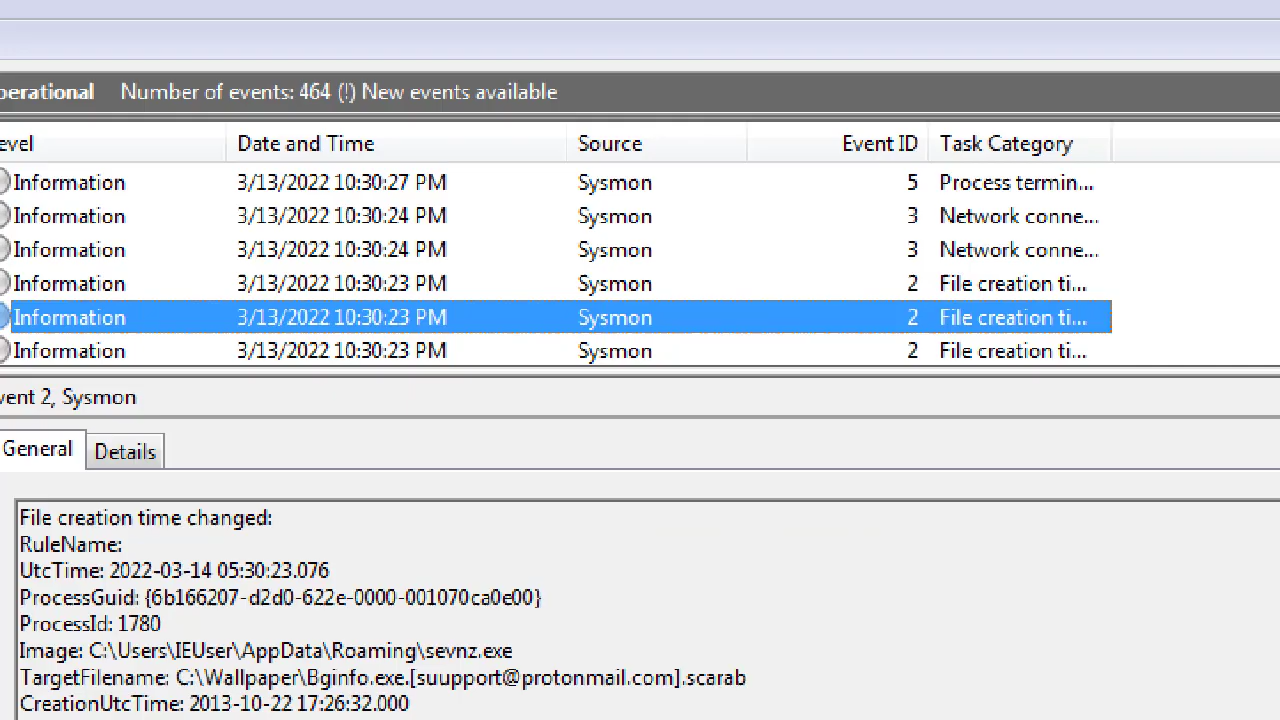 perational Number of events: 464 (!) New events available
evel Date and Time Source Event ID Task Category
Information 3/13/2022 10:30:27 PM Sysmon 5 Process termin...
Information 3/13/2022 10:30:24 PM Sysmon 3 Network conne...
Information 3/13/2022 10:30:24 PM Sysmon 3 Network conne...
Information 3/13/2022 10:30:23 PM Sysmon 2 File creation ti...
Information 3/13/2022 10:30:23 PM Sysmon 2 File creation ti...
Information 3/13/2022 10:30:23 PM Sysmon 2 File creation ti...
vent 2, Sysmon
General Details
File creation time changed:
RuleName:
UtcTime: 2022-03-14 05:30:23.076
ProcessGuid: {6b166207-d2d0-622e-0000-001070ca0e00}
ProcessId: 1780
Image: C:\Users\IEUser\AppData\Roaming\sevnz.exe
TargetFilename: C:\Wallpaper\Bginfo.exe.[suupport@protonmail.com].scarab
CreationUtcTime: 2013-10-22 17:26:32.000